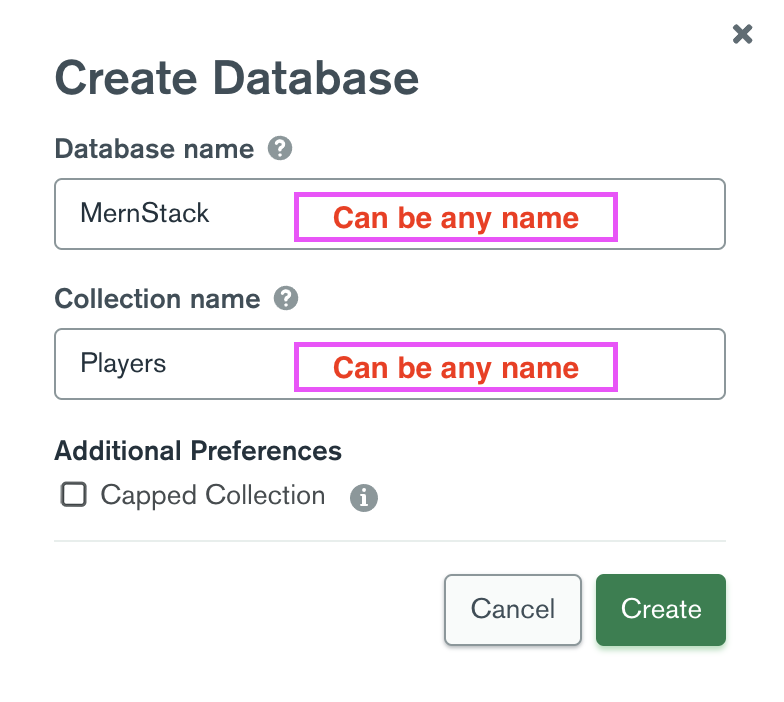 Create Database
Database name
MernStack Can be any name
Collection name
Players Can be any name
Additional Preferences
Capped Collection
Cancel Create